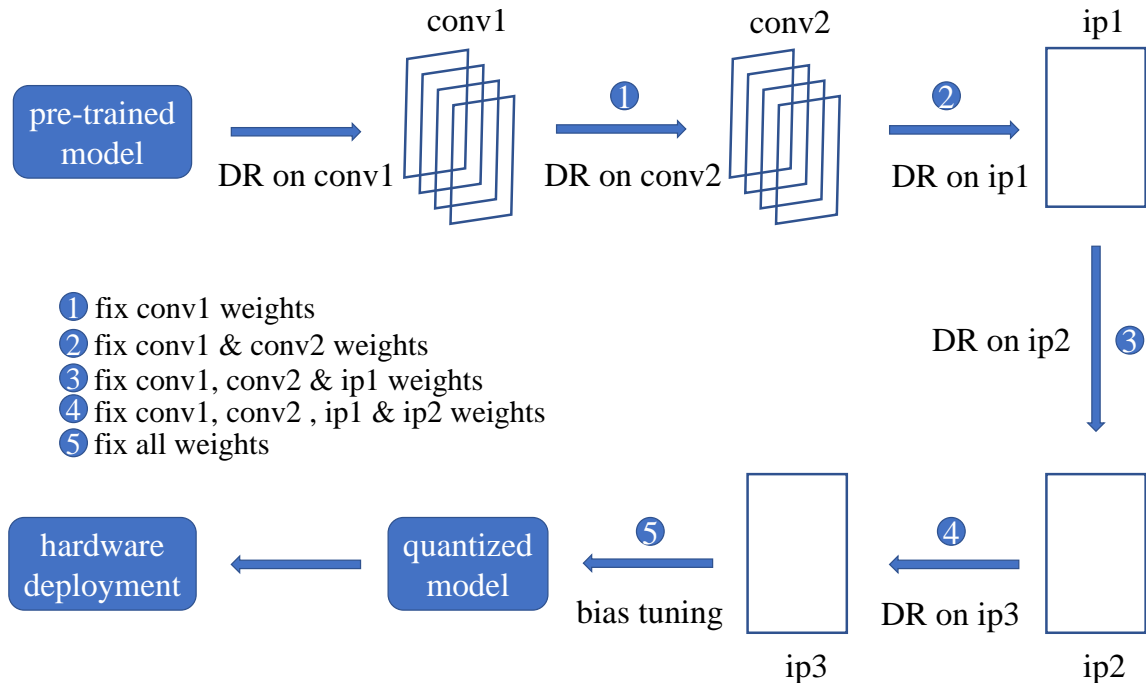 conv1
conv2
ip1
pre-trained
model
1
2
DR on conv1
DR on conv2
DR on ip1
1 fix conv1 weights
2 fix conv1 & conv2 weights
3 fix conv1, conv2 & ip1 weights
4 fix conv1, conv2 , ip1 & ip2 weights
5 fix all weights
DR on ip2
3
hardware
deployment
quantized
model
5
bias tuning
4
DR on ip3
ip3
ip2